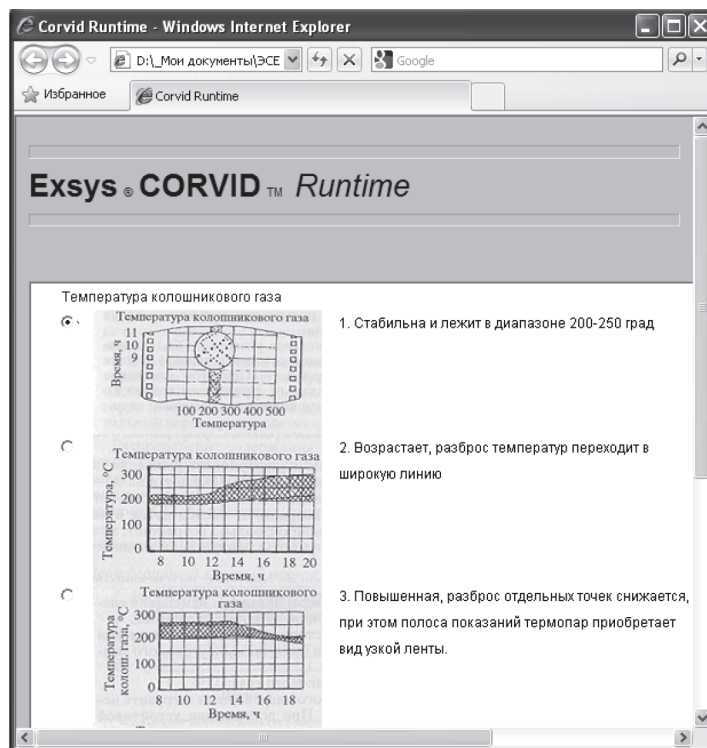 Corvid Runtime - Windows Internet Explorer
D:\_Мои документы\ЭСЕ
Google
Избранное
Corvid Runtime
Exsys ® CORVID TM Runtime
Температура колошникового газа
Температура колошникового газа
11
10
9
Время, ч
100 200 300 400 500
Температура
1. Стабильна и лежит в диапазоне 200-250 град
Температура колошникового газа
Температура, °C
300
200
100
0
8 10 12 14 16 18 20
Время, ч
2. Возрастает, разброс температур переходит в
широкую линию
Температура колошникового
газа
Температура
колош. газа, °C
300
200
100
0
8 10 12 14 16 18
Время, ч
3. Повышенная, разброс отдельных точек снижается,
при этом полоса показаний термопар приобретает
вид узкой ленты.